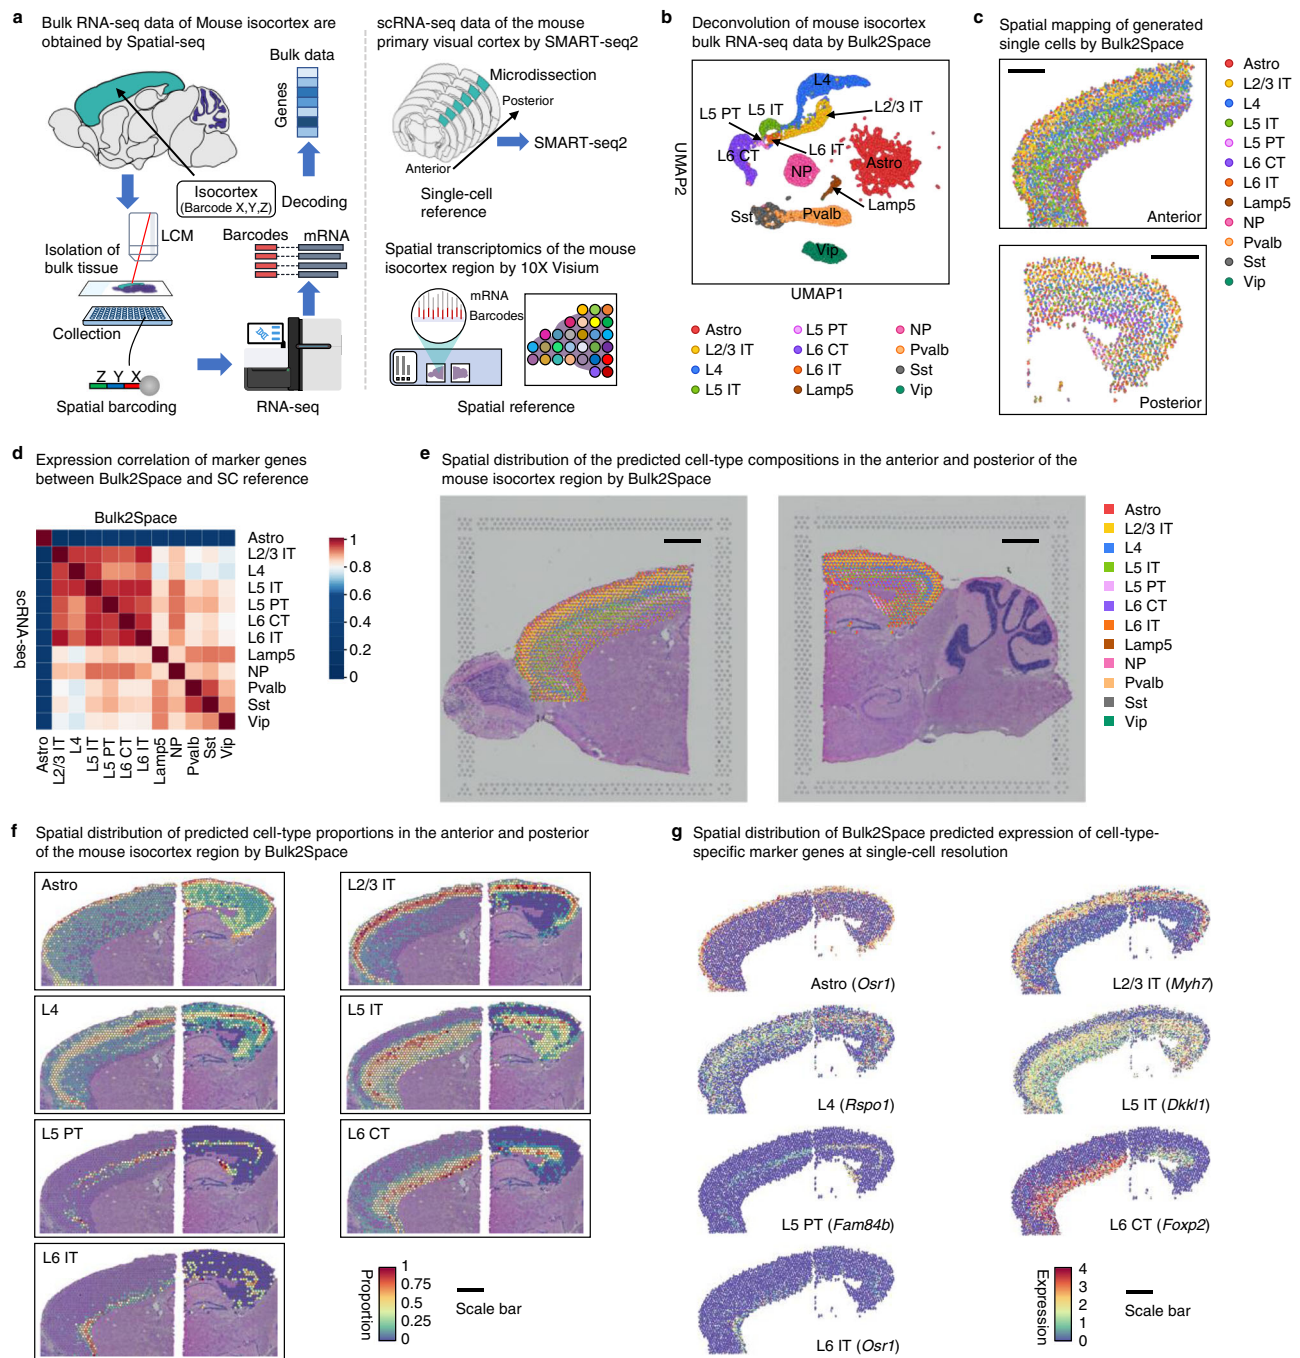 a
Bulk RNA-seq data of Mouse isocortex are
obtained by Spatial-seq
Bulk data
Genes
Isocortex
(Barcode X,Y,Z)
Decoding
LCM
Isolation of
bulk tissue
Barcodes
mRNA
Collection
Z Y X
Spatial barcoding
RNA-seq
scRNA-seq data of the mouse
primary visual cortex by SMART-seq2
Microdissection
Posterior
SMART-seq2
Anterior
Single-cell
reference
Spatial transcriptomics of the mouse
isocortex region by 10X Visium
mRNA
Barcodes
Spatial reference
b
Deconvolution of mouse isocortex
bulk RNA-seq data by Bulk2Space
L4
L2/3 IT
L5 PT
L5 IT
L6 CT
L6 IT
NP
Astro
Lamp5
Sst
Pvalb
Vip
UMAP2
UMAP1
Astro
L2/3 IT
L4
L5 IT
L5 PT
L6 CT
L6 IT
Lamp5
NP
Pvalb
Sst
Vip
c
Spatial mapping of generated
single cells by Bulk2Space
Anterior
Posterior
Astro
L2/3 IT
L4
L5 IT
L5 PT
L6 CT
L6 IT
Lamp5
NP
Pvalb
Sst
Vip
d
Expression correlation of marker genes
between Bulk2Space and SC reference
Bulk2Space
scRNA-seq
Astro
L2/3 IT
L4
L5 IT
L5 PT
L6 CT
L6 IT
Lamp5
NP
Pvalb
Sst
Vip
Astro
L2/3 IT
L4
L5 IT
L5 PT
L6 CT
L6 IT
Lamp5
NP
Pvalb
Sst
Vip
1
0.8
0.6
0.4
0.2
0
e
Spatial distribution of the predicted cell-type compositions in the anterior and posterior of the
mouse isocortex region by Bulk2Space
Astro
L2/3 IT
L4
L5 IT
L5 PT
L6 CT
L6 IT
Lamp5
NP
Pvalb
Sst
Vip
f
Spatial distribution of predicted cell-type proportions in the anterior and posterior
of the mouse isocortex region by Bulk2Space
Astro
L2/3 IT
L4
L5 IT
L5 PT
L6 CT
L6 IT
Proportion
1
0.75
0.5
0.25
0
Scale bar
g
Spatial distribution of Bulk2Space predicted expression of cell-type-
specific marker genes at single-cell resolution
Astro (Osr1)
L2/3 IT (Myh7)
L4 (Rspo1)
L5 IT (Dkkl1)
L5 PT (Fam84b)
L6 CT (Foxp2)
L6 IT (Osr1)
Expression
4
3
2
1
0
Scale bar